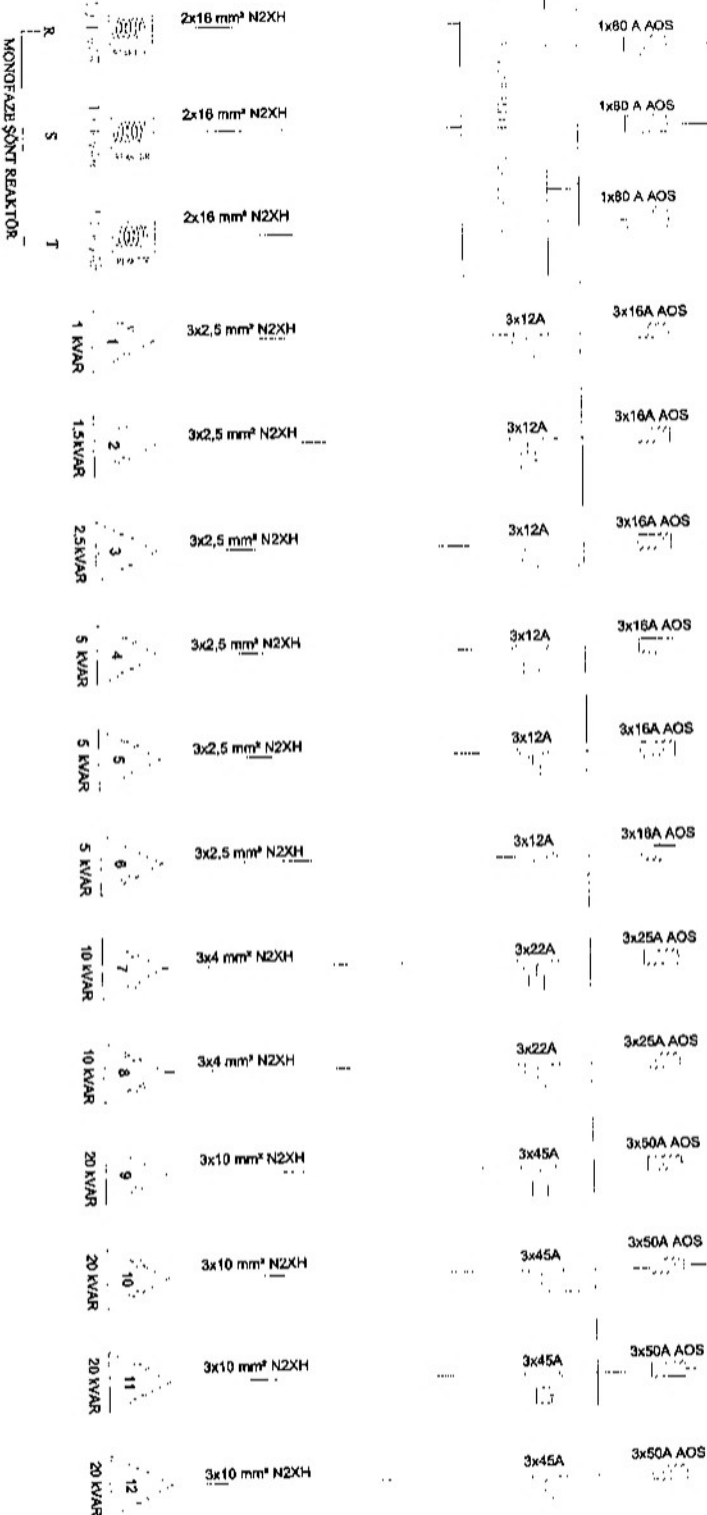 2x16 mm² N2XH
1x80 A AOS
R
2x16 mm² N2XH
1x80 A AOS
S
2x16 mm² N2XH
1x80 A AOS
T
MONOFAZE ŞÖNT REAKTÖR
3x2,5 mm² N2XH
3x12A
3x16A AOS
1
1 KVAR
3x2,5 mm² N2XH
3x12A
3x16A AOS
2
1.5 KVAR
3x2,5 mm² N2XH
3x12A
3x16A AOS
3
2.5 KVAR
3x2,5 mm² N2XH
3x12A
3x16A AOS
4
5 KVAR
3x2,5 mm² N2XH
3x12A
3x16A AOS
5
5 KVAR
3x2,5 mm² N2XH
3x12A
3x16A AOS
6
5 KVAR
3x4 mm² N2XH
3x22A
3x25A AOS
7
10 KVAR
3x4 mm² N2XH
3x22A
3x25A AOS
8
10 KVAR
3x10 mm² N2XH
3x45A
3x50A AOS
9
20 KVAR
3x10 mm² N2XH
3x45A
3x50A AOS
10
20 KVAR
3x10 mm² N2XH
3x45A
3x50A AOS
11
20 KVAR
3x10 mm² N2XH
3x45A
3x50A AOS
12
20 KVAR